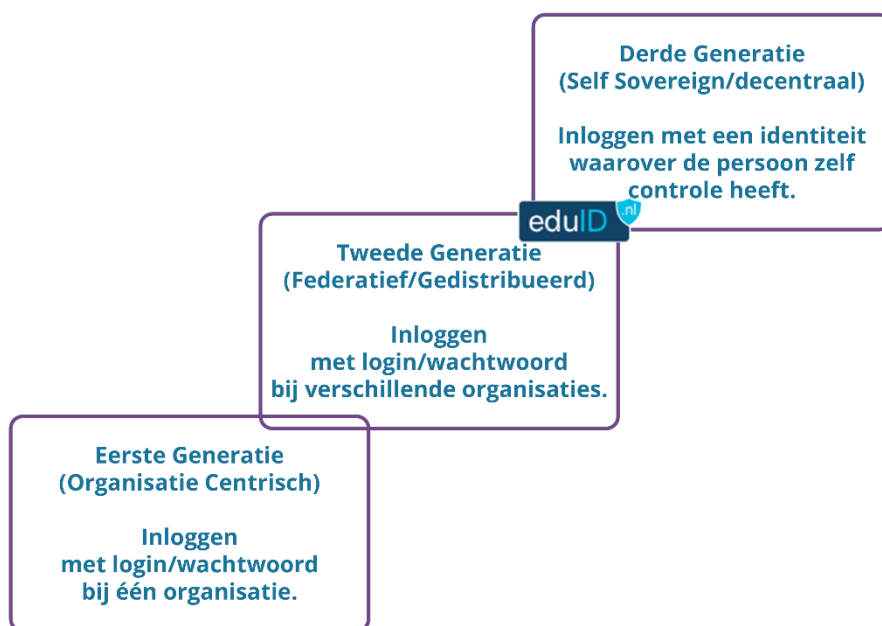 Derde Generatie
(Self Sovereign/decentraal)
Inloggen met een identiteit
waarover de persoon zelf
controle heeft.
eduID
.nl
Tweede Generatie
(Federatief/Gedistribueerd)
Inloggen
met login/wachtwoord
bij verschillende organisaties.
Eerste Generatie
(Organisatie Centrisch)
Inloggen
met login/wachtwoord
bij één organisatie.